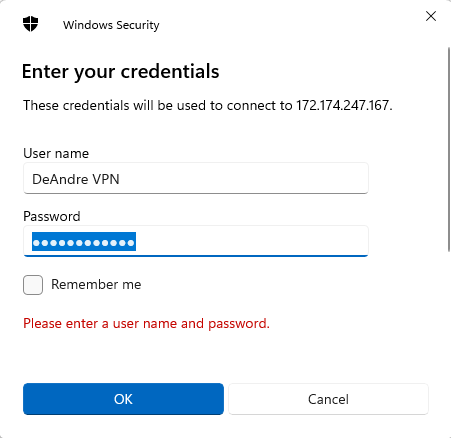 Windows Security
Enter your credentials
These credentials will be used to connect to 172.174.247.167.
User name
DeAndre VPN
Password
●●●●●●●●●●●●
Remember me
Please enter a user name and password.
OK
Cancel